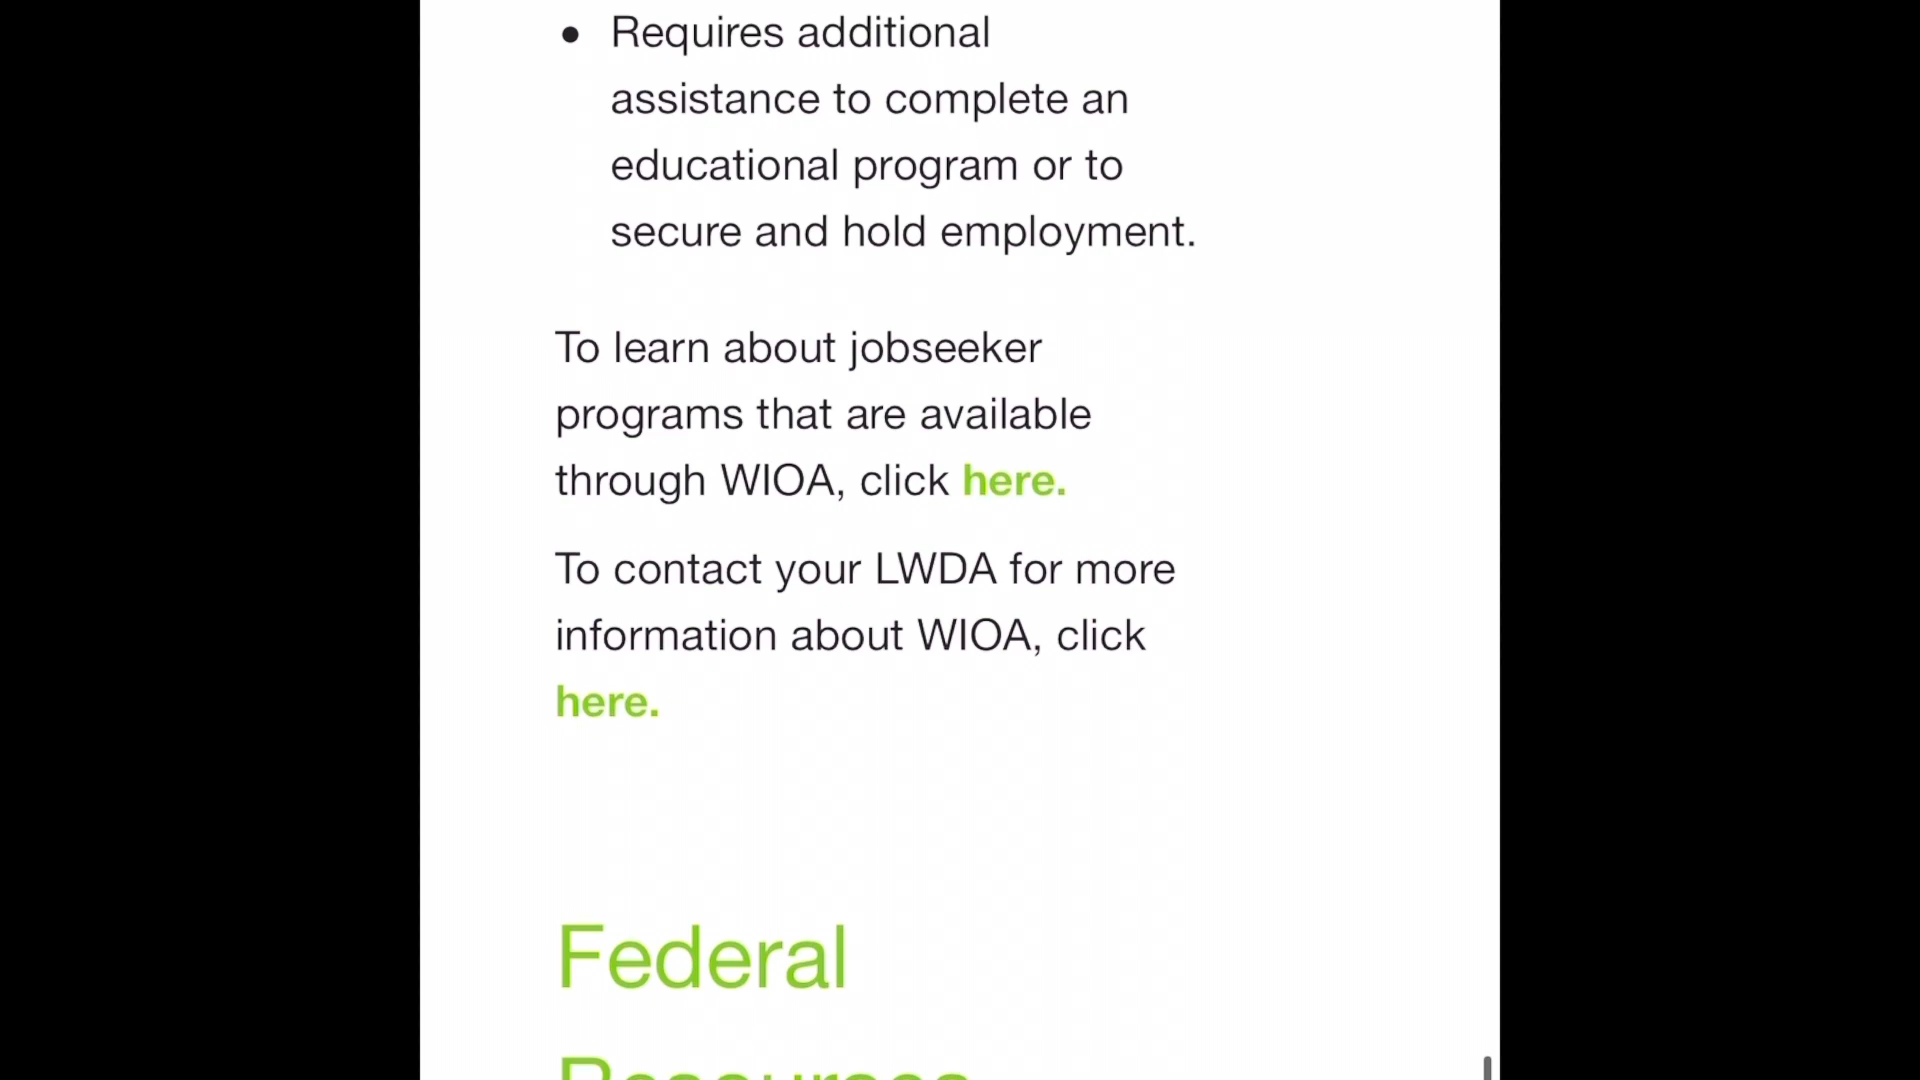 • Requires additional
assistance to complete an
educational program or to
secure and hold employment.
To learn about jobseeker
programs that are available
through WIOA, click here.
To contact your LWDA for more
information about WIOA, click
here.
Federal
Resources